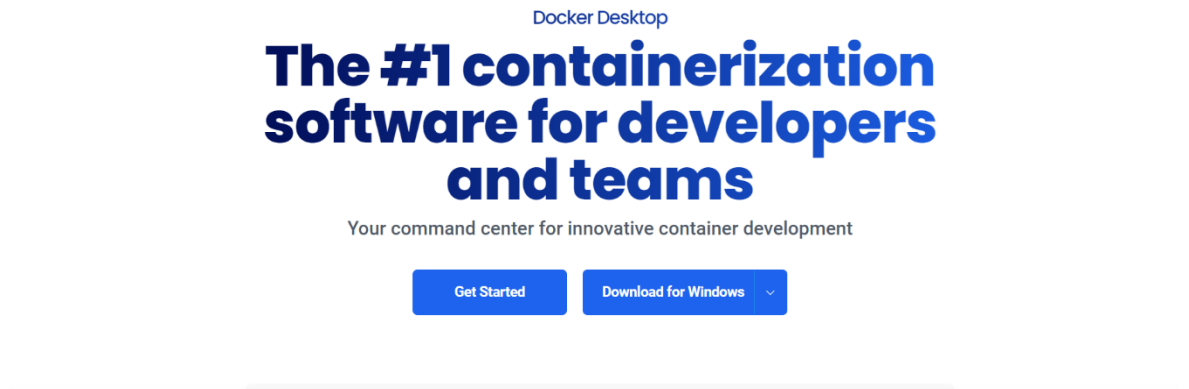 Docker Desktop
The #1 containerization
software for developers
and teams
Your command center for innovative container development
Get Started
Download for Windows